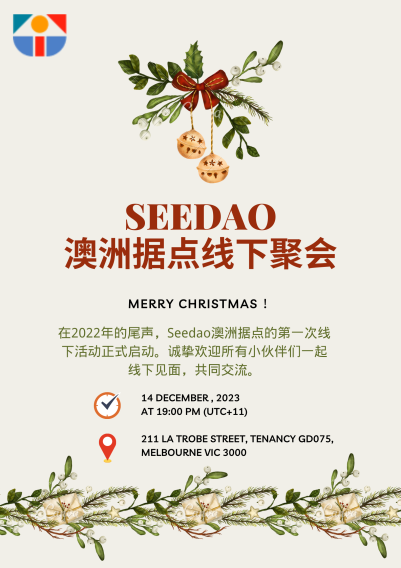 SEEDAO
澳洲据点线下聚会
MERRY CHRISTMAS！
在2022年的尾声，Seedao澳洲据点的第一次线
下活动正式启动。诚挚欢迎所有小伙伴们一起
线下见面，共同交流。
14 DECEMBER , 2023
AT 19:00 PM (UTC+11)
211 LA TROBE STREET, TENANCY GD075,
MELBOURNE VIC 3000